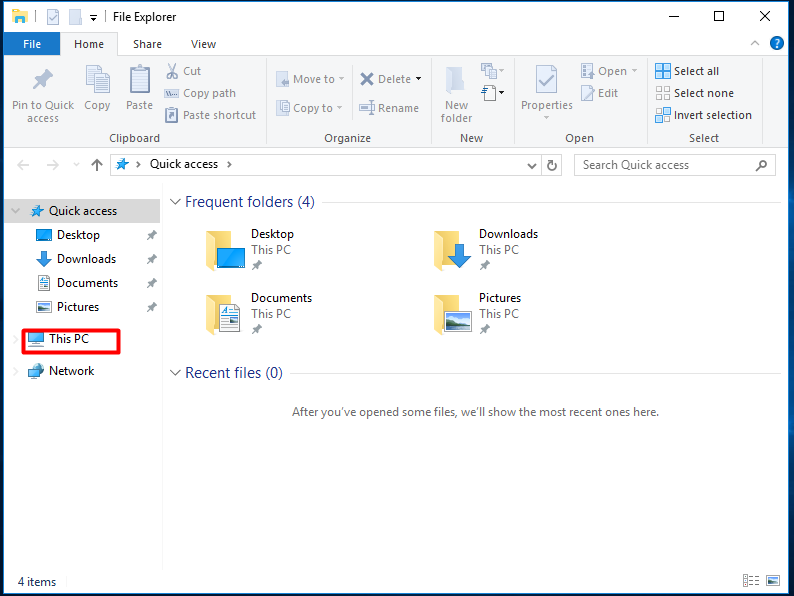 File Explorer
File Home Share View
Pin to Quick access
Copy
Paste
Cut
Copy path
Paste shortcut
Clipboard
Move to
Copy to
Delete
Rename
Organize
New folder
New
Properties
Open
Edit
Open
Select all
Select none
Invert selection
Select
Quick access
Search Quick access
Quick access
Desktop
Downloads
Documents
Pictures
This PC
Network
Frequent folders (4)
Desktop
This PC
Downloads
This PC
Documents
This PC
Pictures
This PC
Recent files (0)
After you've opened some files, we'll show the most recent ones here.
4 items